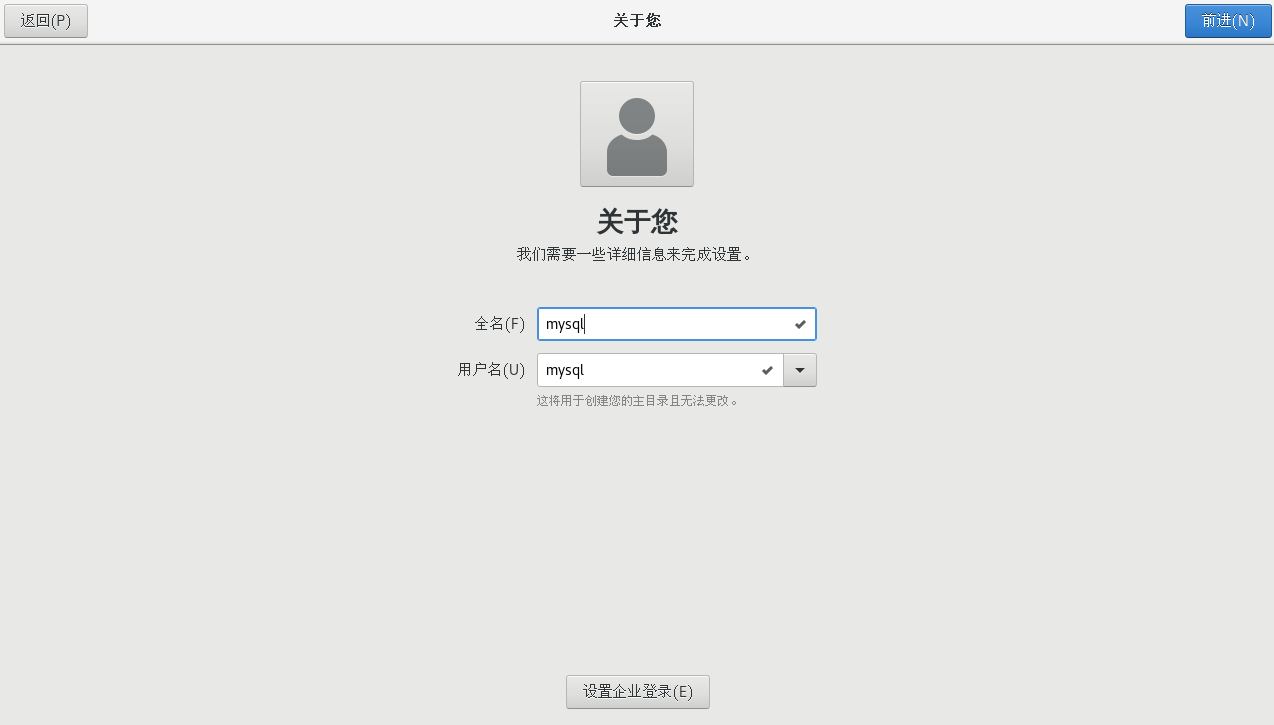 返回(P)
关于您
前进(N)
关于您
我们需要一些详细信息来完成设置。
全名(F)
mysql
用户名(U)
mysql
这将用于创建您的主目录且无法更改。
设置企业登录(E)